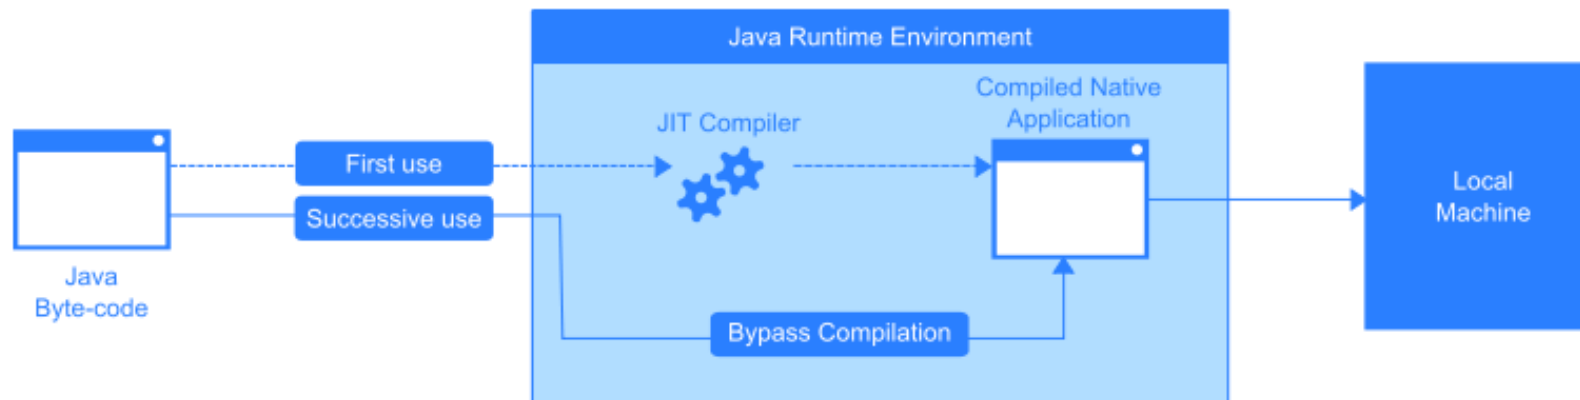 Java Runtime Environment
Compiled Native
Application
JIT Compiler
First use
Successive use
Java
Byte-code
Bypass Compilation
Local
Machine